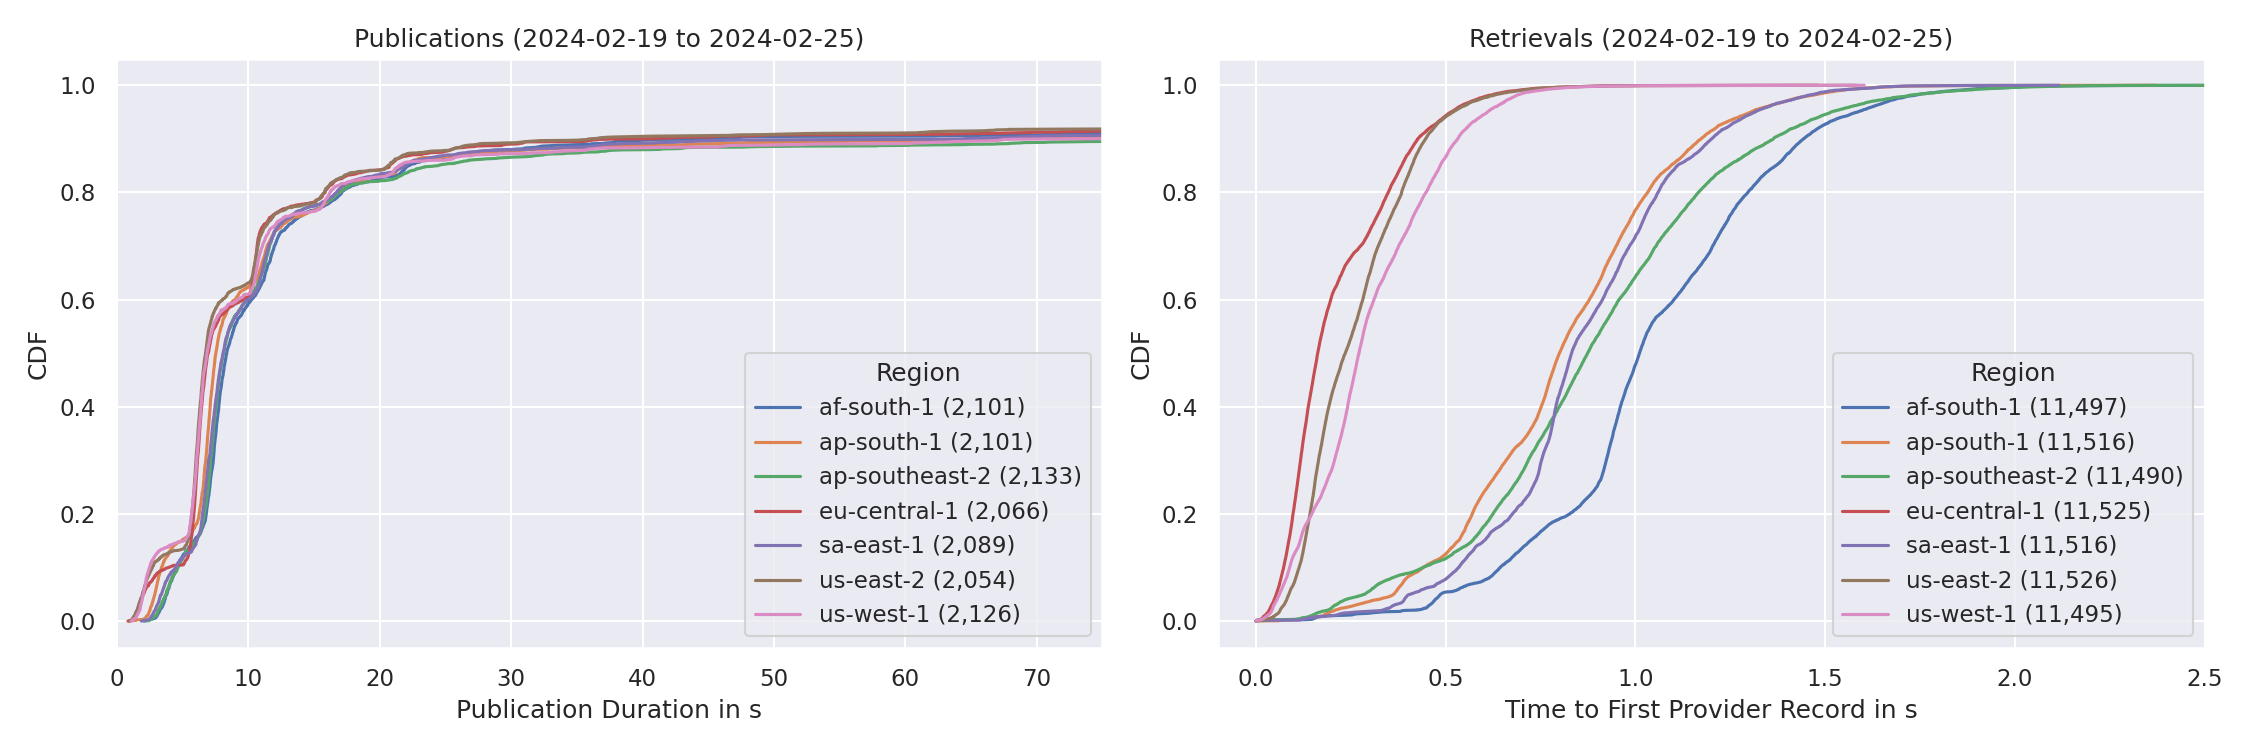 Publications (2024-02-19 to 2024-02-25)
1.0
0.8
0.6
0.4
0.2
0.0
CDF
0
10
20
30
40
50
60
70
Publication Duration in s
Region
af-south-1 (2,101)
ap-south-1 (2,101)
ap-southeast-2 (2,133)
eu-central-1 (2,066)
sa-east-1 (2,089)
us-east-2 (2,054)
us-west-1 (2,126)
Retrievals (2024-02-19 to 2024-02-25)
1.0
0.8
0.6
0.4
0.2
0.0
CDF
0.0
0.5
1.0
1.5
2.0
2.5
Time to First Provider Record in s
Region
af-south-1 (11,497)
ap-south-1 (11,516)
ap-southeast-2 (11,490)
eu-central-1 (11,525)
sa-east-1 (11,516)
us-east-2 (11,526)
us-west-1 (11,495)